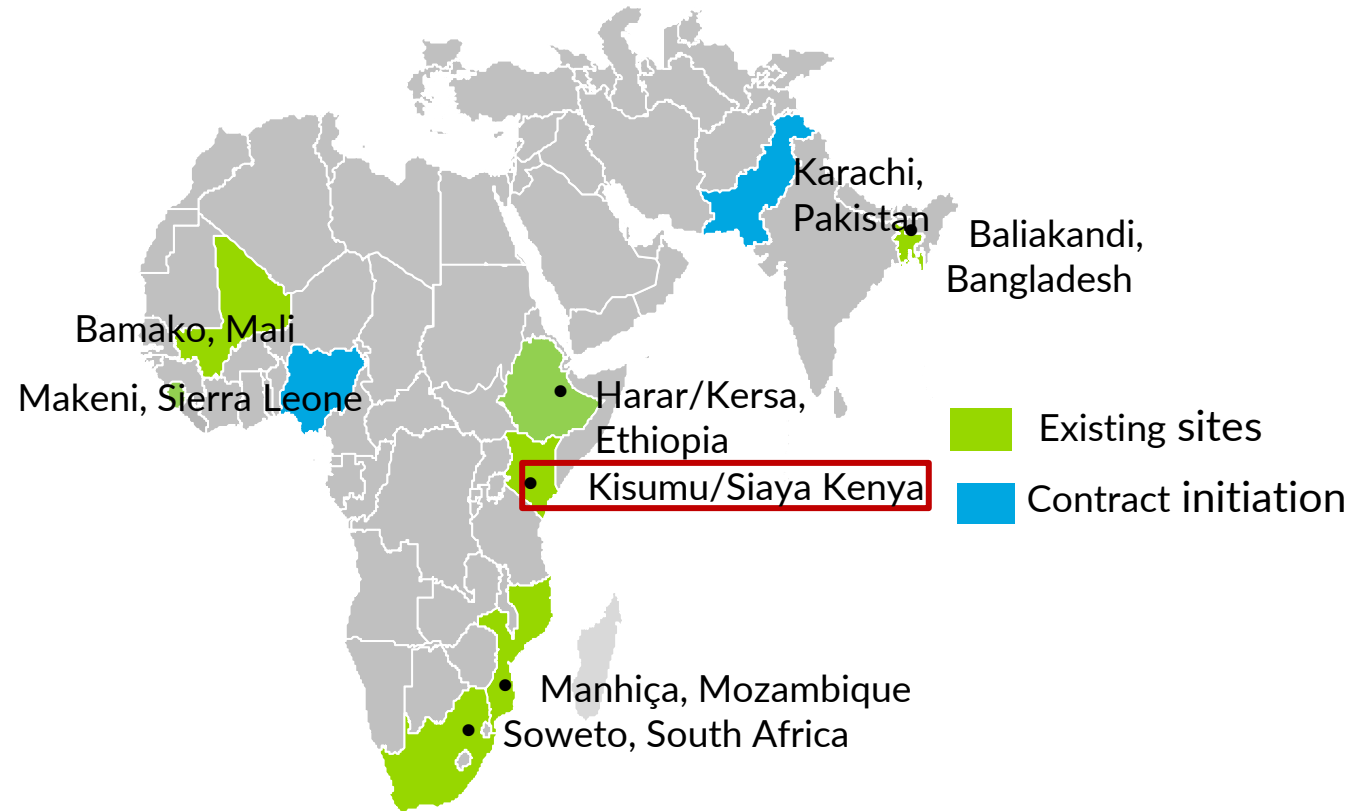 Karachi,
Pakistan
Baliakandi,
Bangladesh
Bamako, Mali
Makeni, Sierra Leone
Harar/Kersa,
Ethiopia
Existing sites
Kisumu/Siaya Kenya
Contract initiation
Manhiça, Mozambique
Soweto, South Africa